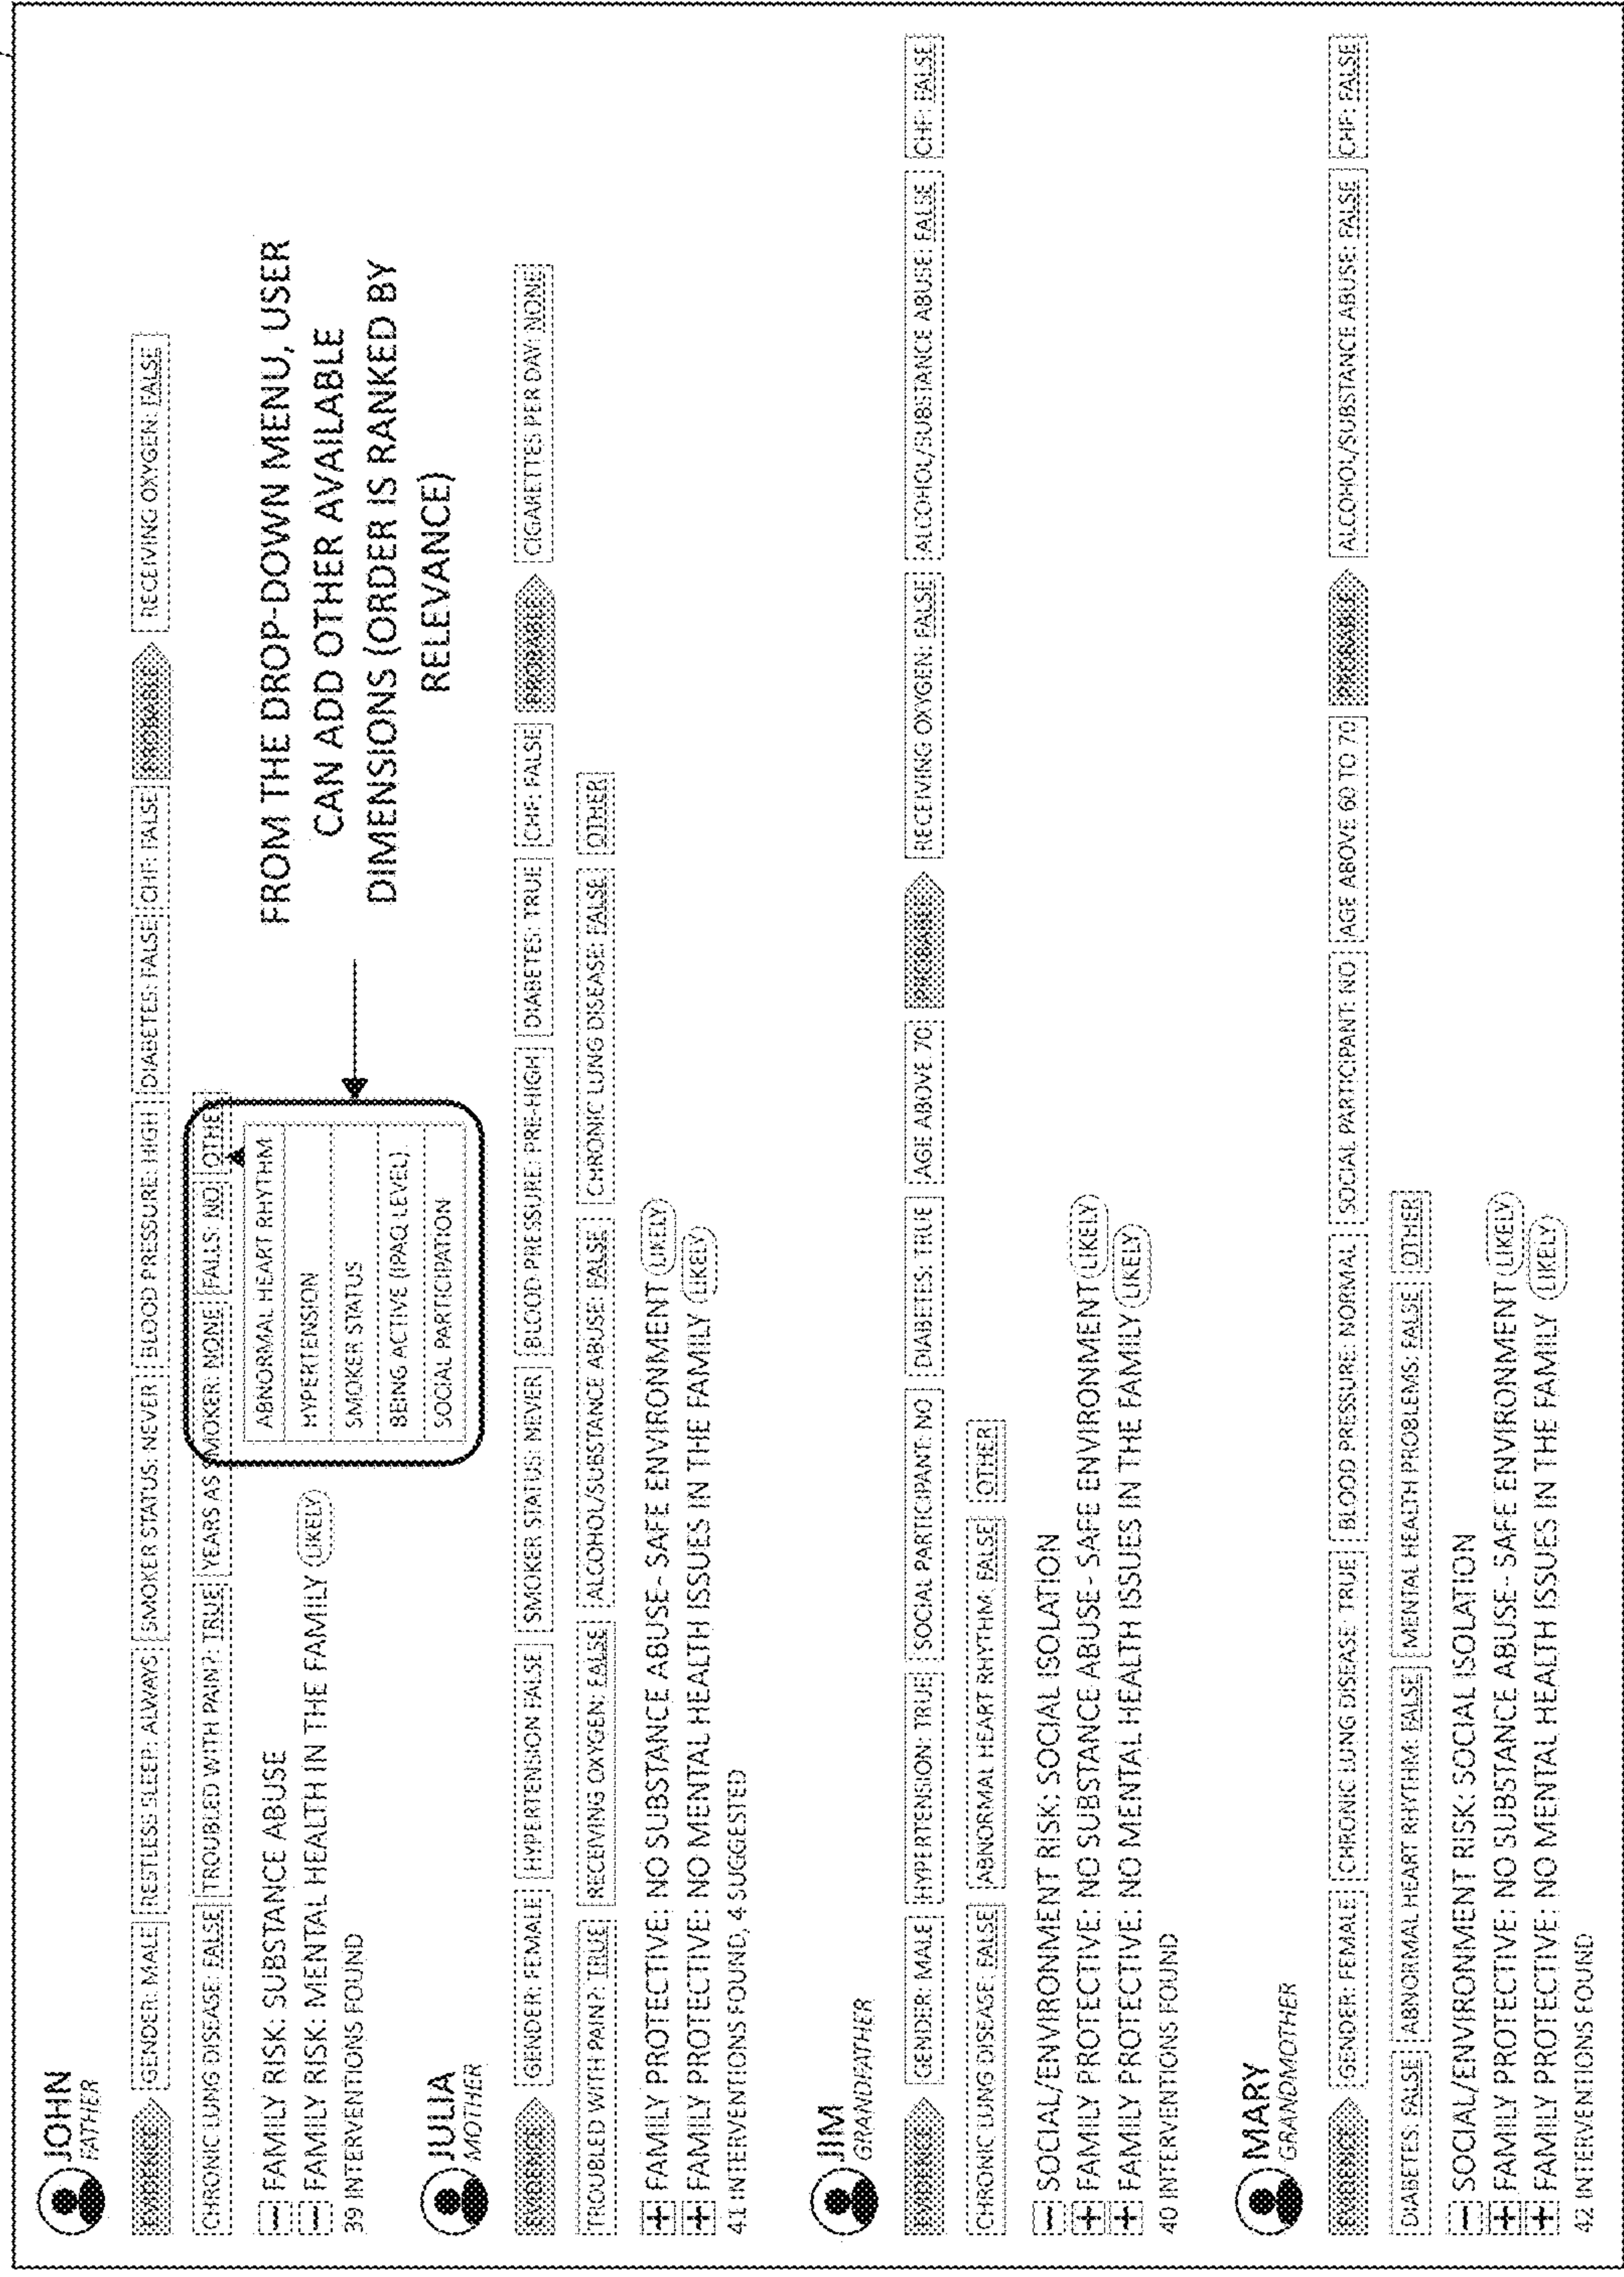 JOHN
FATHER
EVIDENCE GENDER: MALE RESTLESS SLEEP: ALWAYS SMOKER STATUS: NEVER BLOOD PRESSURE: HIGH DIABETES: FALSE CHF: FALSE PROBABLE RECEIVING OXYGEN: FALSE
CHRONIC LUNG DISEASE: FALSE TROUBLED WITH PAIN?: TRUE YEARS AS SMOKER: NONE FALLS: NO OTHE
ABNORMAL HEART RHYTHM
HYPERTENSION
SMOKER STATUS
BEING ACTIVE (IPAQ LEVEL)
SOCIAL PARTICIPATION
FROM THE DROP-DOWN MENU, USER
CAN ADD OTHER AVAILABLE
DIMENSIONS (ORDER IS RANKED BY
RELEVANCE)
- FAMILY RISK: SUBSTANCE ABUSE
- FAMILY RISK: MENTAL HEALTH IN THE FAMILY (LIKELY)
39 INTERVENTIONS FOUND
JULIA
MOTHER
EVIDENCE GENDER: FEMALE HYPERTENSION FALSE SMOKER STATUS: NEVER BLOOD PRESSURE: PRE-HIGH DIABETES: TRUE CHF: FALSE PROBABLE CIGARETTES PER DAY: NONE
TROUBLED WITH PAIN?: TRUE RECEIVING OXYGEN: FALSE ALCOHOL/SUBSTANCE ABUSE: FALSE CHRONIC LUNG DISEASE: FALSE OTHER
+ FAMILY PROTECTIVE: NO SUBSTANCE ABUSE- SAFE ENVIRONMENT (LIKELY)
+ FAMILY PROTECTIVE: NO MENTAL HEALTH ISSUES IN THE FAMILY (LIKELY)
41 INTERVENTIONS FOUND, 4 SUGGESTED
JIM
GRANDFATHER
EVIDENCE GENDER: MALE HYPERTENSION: TRUE SOCIAL PARTICIPANT: NO DIABETES: TRUE AGE ABOVE 70 PROBABLE RECEIVING OXYGEN: FALSE ALCOHOL/SUBSTANCE ABUSE: FALSE CHF: FALSE
CHRONIC LUNG DISEASE: FALSE ABNORMAL HEART RHYTHM: FALSE OTHER
- SOCIAL/ENVIRONMENT RISK: SOCIAL ISOLATION
+ FAMILY PROTECTIVE: NO SUBSTANCE ABUSE- SAFE ENVIRONMENT (LIKELY)
+ FAMILY PROTECTIVE: NO MENTAL HEALTH ISSUES IN THE FAMILY (LIKELY)
40 INTERVENTIONS FOUND
MARY
GRANDMOTHER
EVIDENCE GENDER: FEMALE CHRONIC LUNG DISEASE: TRUE BLOOD PRESSURE: NORMAL SOCIAL PARTICIPANT: NO AGE ABOVE 60 TO 70 PROBABLE ALCOHOL/SUBSTANCE ABUSE: FALSE CHF: FALSE
DIABETES: FALSE ABNORMAL HEART RHYTHM: FALSE MENTAL HEALTH PROBLEMS: FALSE OTHER
- SOCIAL/ENVIRONMENT RISK: SOCIAL ISOLATION
+ FAMILY PROTECTIVE: NO SUBSTANCE ABUSE- SAFE ENVIRONMENT (LIKELY)
+ FAMILY PROTECTIVE: NO MENTAL HEALTH ISSUES IN THE FAMILY (LIKELY)
42 INTERVENTIONS FOUND